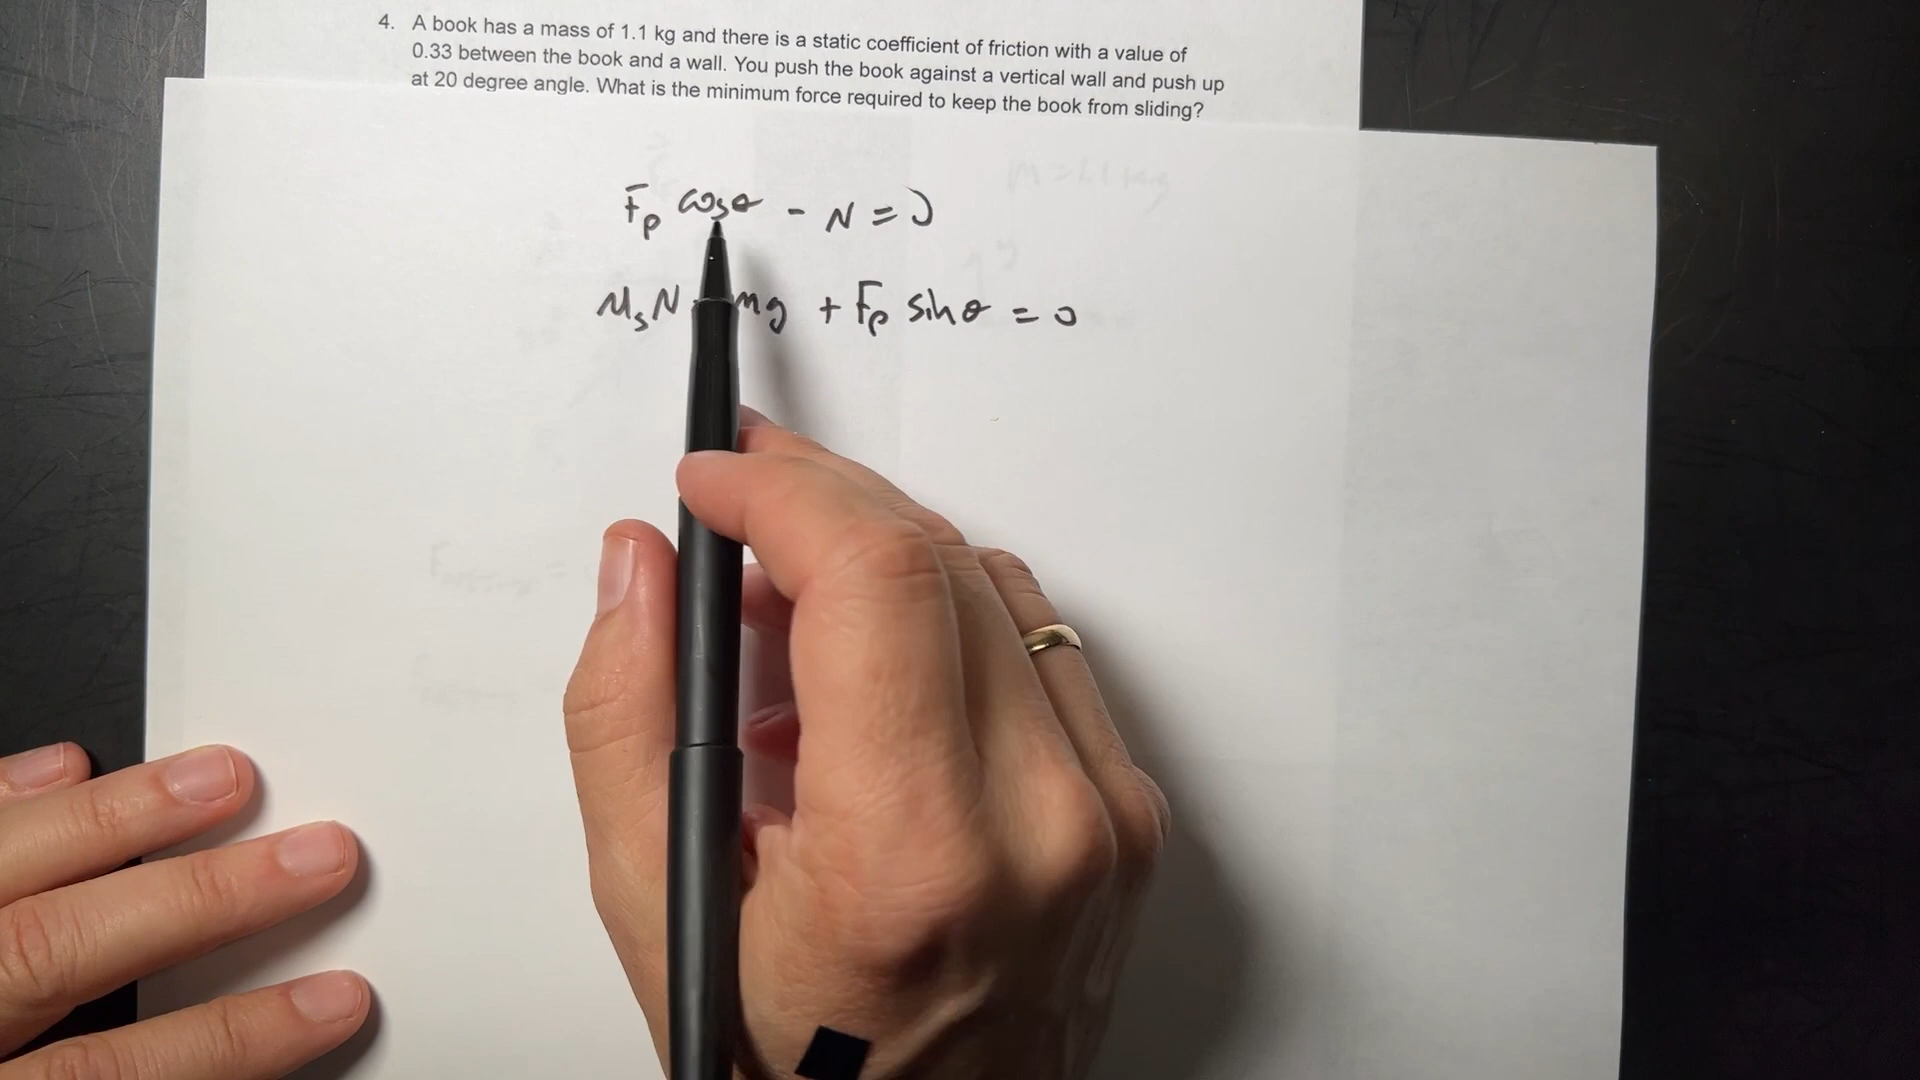 4. A book has a mass of 1.1 kg and there is a static coefficient of friction with a value of
0.33 between the book and a wall. You push the book against a vertical wall and push up
at 20 degree angle. What is the minimum force required to keep the book from sliding?
m = 1.1 kg
Fp cosθ - N = 0
μsN - mg + Fp sinθ = 0